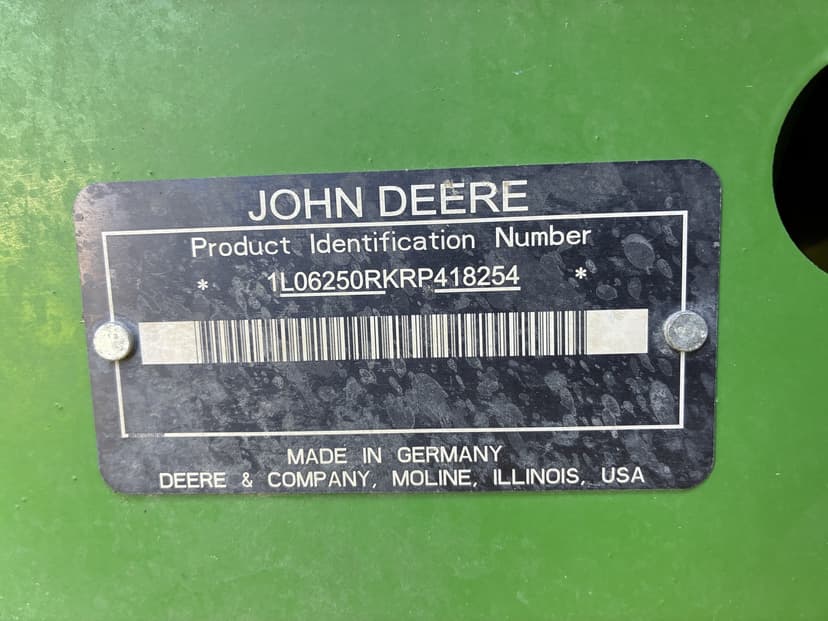 JOHN DEERE
Product Identification Number
* 1L06250RKRP418254 *
MADE IN GERMANY
DEERE & COMPANY, MOLINE, ILLINOIS, USA